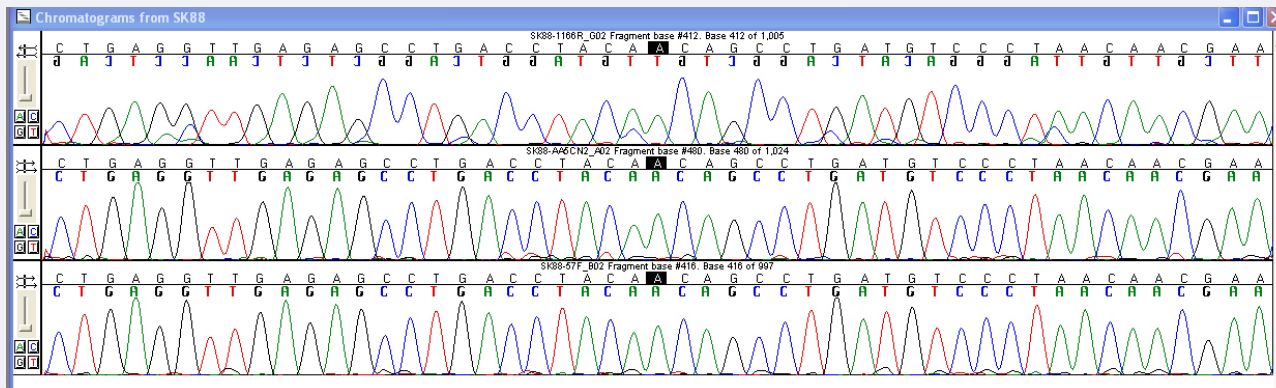 Chromatograms from SK88
SK88-1166R_G02 Fragment base #412. Base 412 of 1,005
C T G A G G T T G A G A G C C T G A C C T A C A A C A G C C T G A T G T C C C T A A C A A C G A A
G A C T C C A A C T C T C G G A C T G G A T G T T G T C G G A C T A C A G G G A T T G T T G C T T
A C
G T
SK88-AA5CN2_A02 Fragment base #480. Base 480 of 1,024
C T G A G G T T G A G A G C C T G A C C T A C A A C A G C C T G A T G T C C C T A A C A A C G A A
C T G A G G T T G A G A G C C T G A C C T A C A A C A G C C T G A T G T C C C T A A C A A C G A A
A C
G T
SK88-57F_B02 Fragment base #416. Base 416 of 997
C T G A G G T T G A G A G C C T G A C C T A C A A C A G C C T G A T G T C C C T A A C A A C G A A
C T G A G G T T G A G A G C C T G A C C T A C A A C A G C C T G A T G T C C C T A A C A A C G A A
A C
G T